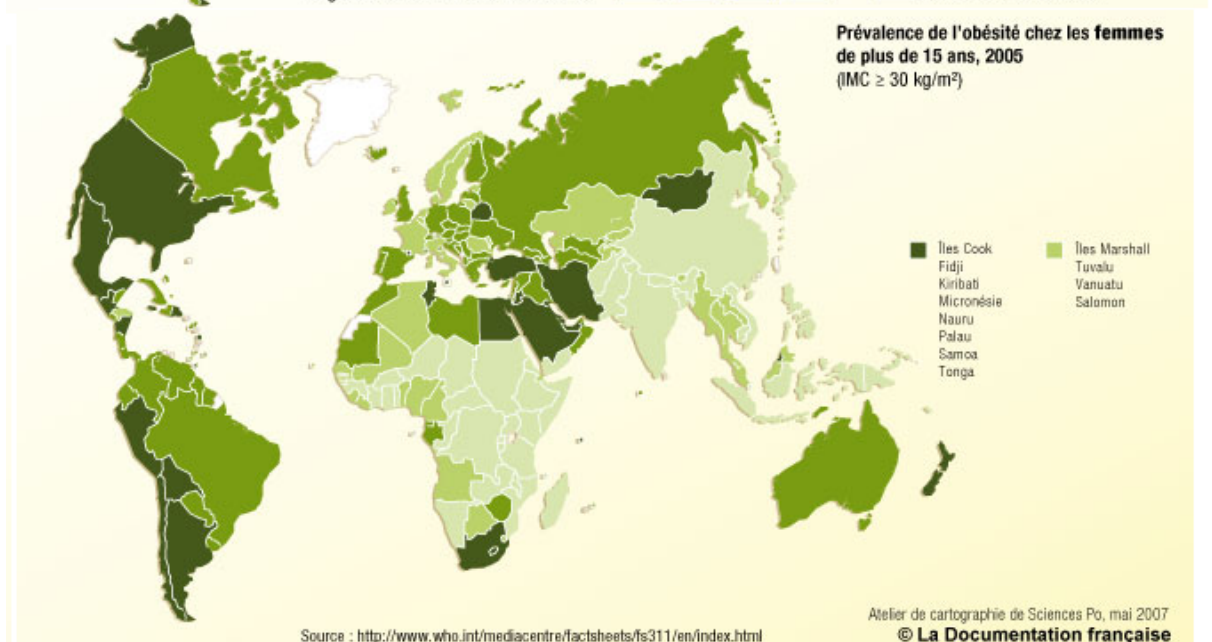 Prévalence de l'obésité chez les femmes
de plus de 15 ans, 2005
(IMC ≥ 30 kg/m²)
Îles Cook
Fidji
Kiribati
Micronésie
Nauru
Palau
Samoa
Tonga
Îles Marshall
Tuvalu
Vanuatu
Salomon
Atelier de cartographie de Sciences Po, mai 2007
Source : http://www.who.int/mediacentre/factsheets/fs311/en/index.html
© La Documentation française